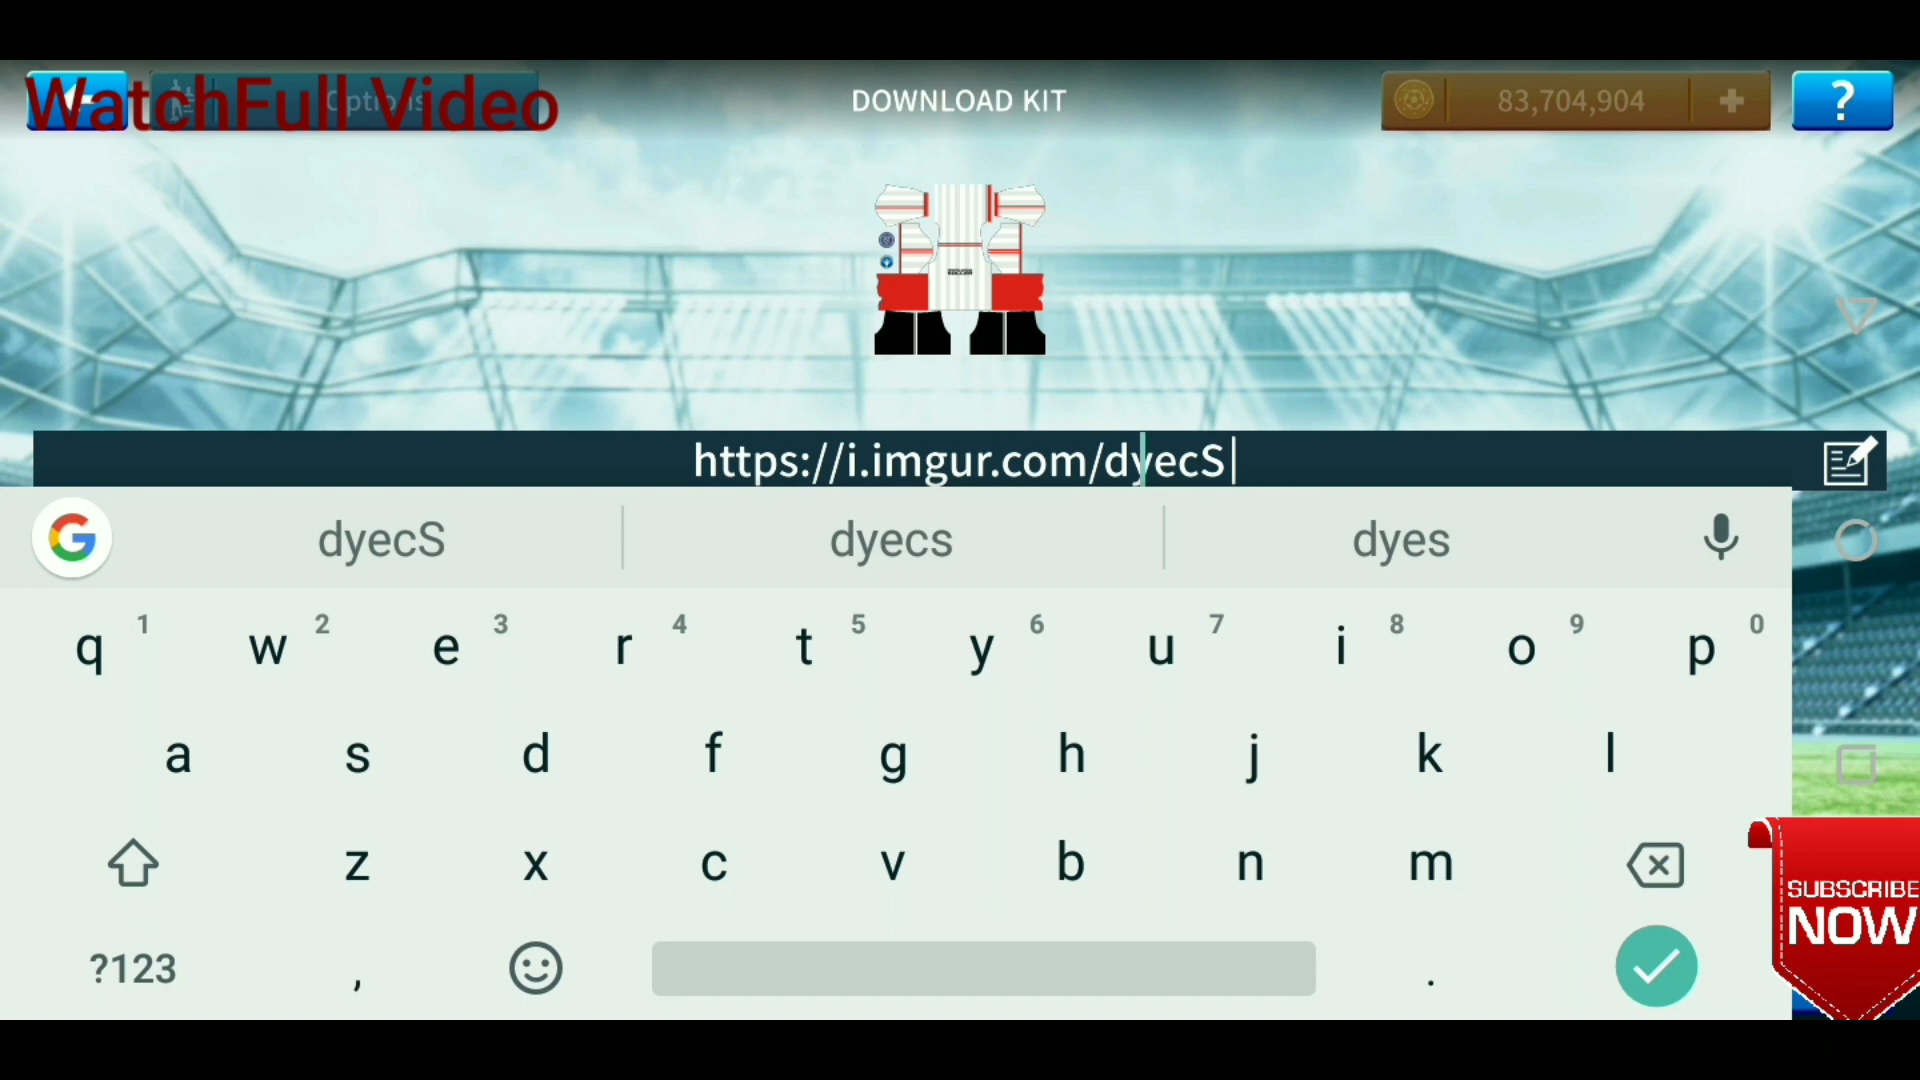 WatchFull Video
Options
DOWNLOAD KIT
83,704,904
?
https://i.imgur.com/dyecS
dyecS
dyecs
dyes
q 1 w 2 e 3 r 4 t 5 y 6 u 7 i 8 o 9 p 0
a s d f g h j k l
z x c v b n m
?123 , .
SUBSCRIBE
NOW